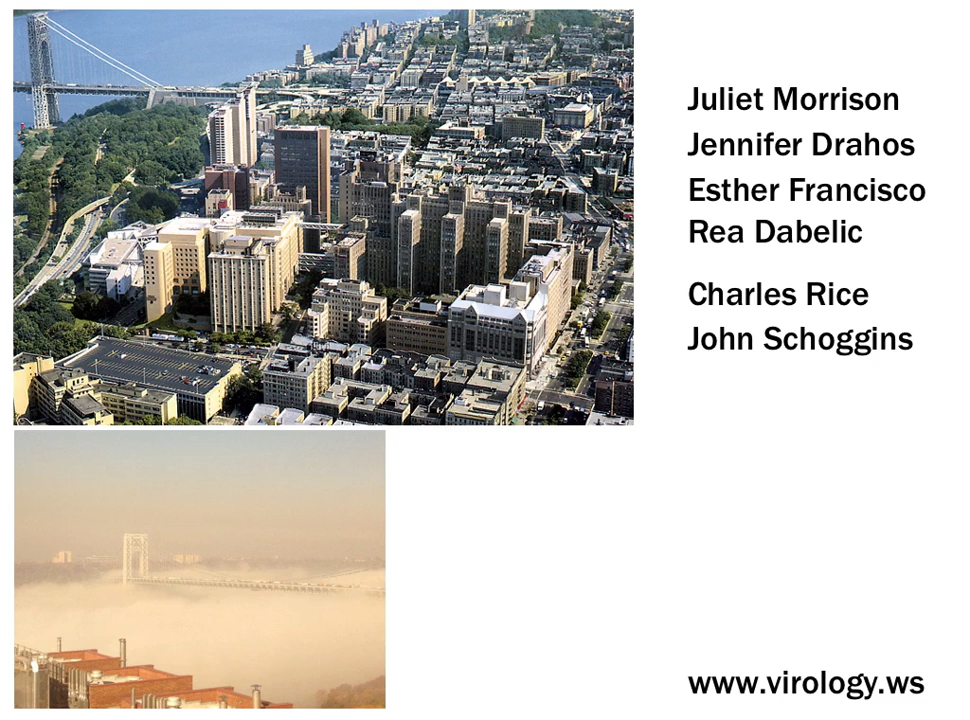 Juliet Morrison
Jennifer Drahos
Esther Francisco
Rea Dabelic
Charles Rice
John Schoggins
www.virology.ws